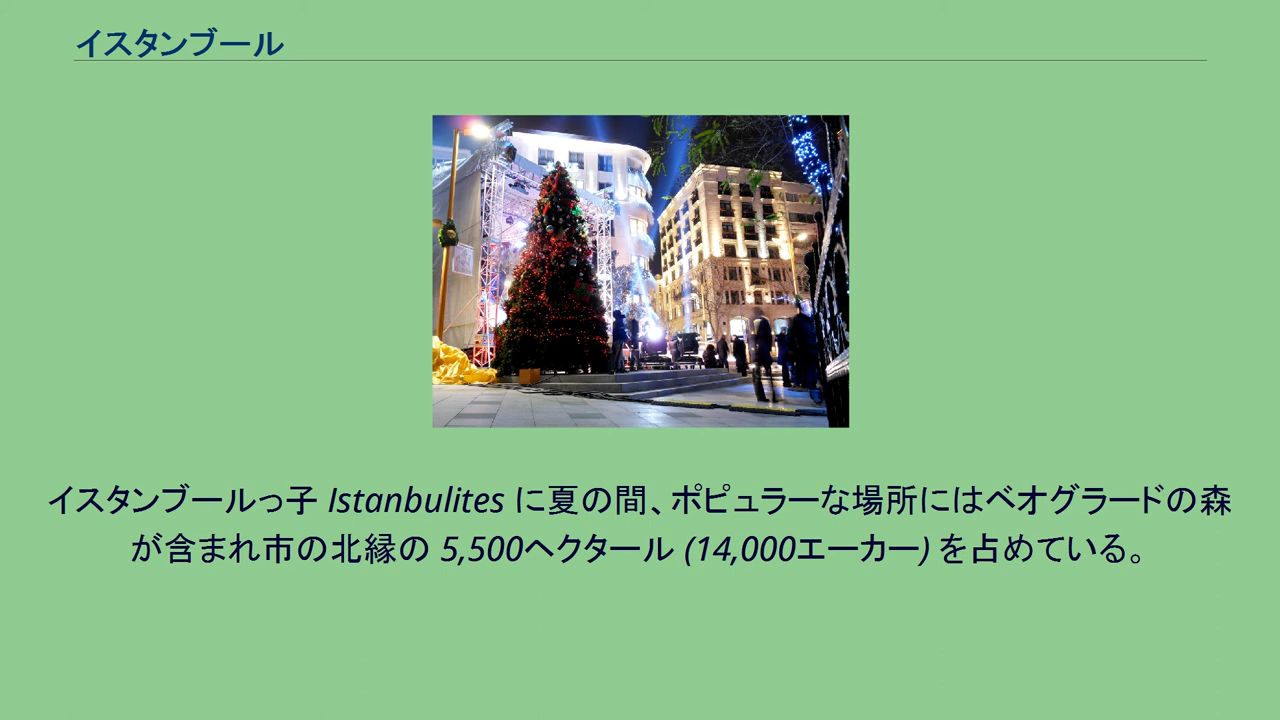 イスタンブール
イスタンブールっ子 Istanbulites に夏の間、ポピュラーな場所にはベオグラードの森
が含まれ市の北縁の 5,500ヘクタール (14,000エーカー) を占めている。